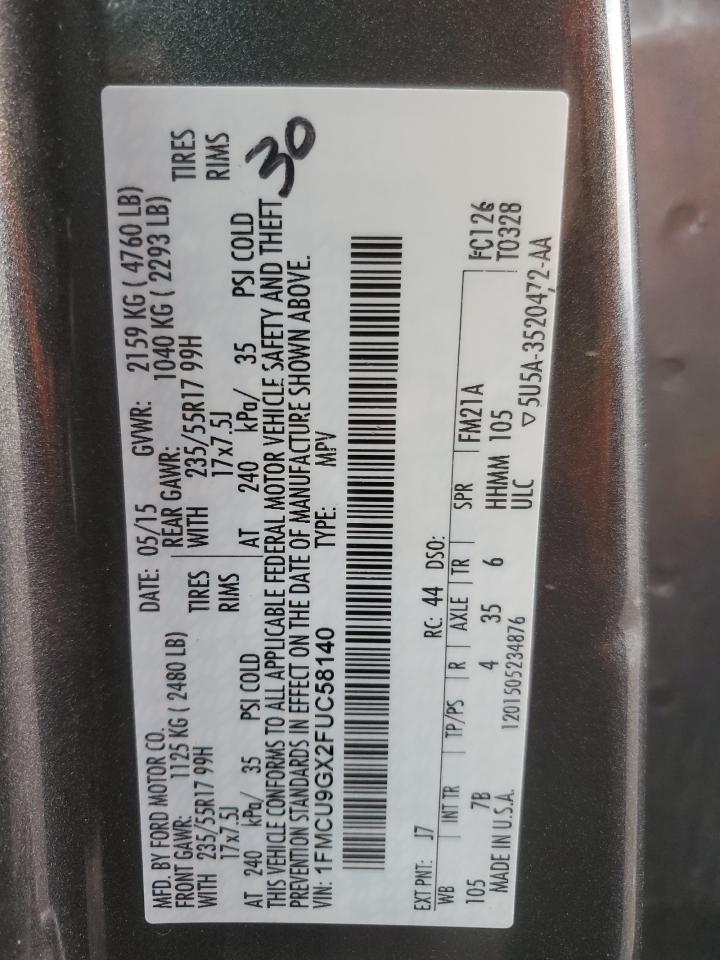 MFD. BY FORD MOTOR CO. DATE: 05/15 GVWR: 2159 KG ( 4760 LB)
FRONT GAWR: 1125 KG ( 2480 LB) REAR GAWR: 1040 KG ( 2293 LB)
WITH 235/55R17 99H TIRES WITH 235/55R17 99H TIRES
17x7.5J RIMS 17x7.5J RIMS
AT 240 kPa/ 35 PSI COLD AT 240 kPa/ 35 PSI COLD
THIS VEHICLE CONFORMS TO ALL APPLICABLE FEDERAL MOTOR VEHICLE SAFETY AND THEFT
PREVENTION STANDARDS IN EFFECT ON THE DATE OF MANUFACTURE SHOWN ABOVE.
30
VIN: 1FMCU9GX2FUC58140 TYPE: MPV
EXT PNT: J7 RC: 44 DSO: FC126
WB INT TR TP/PS R AXLE TR SPR FM21A T0328
105 7B 4 35 6 HHMM 105
MADE IN U.S.A. 1201505234876 ULC 5U5A-3520472-AA